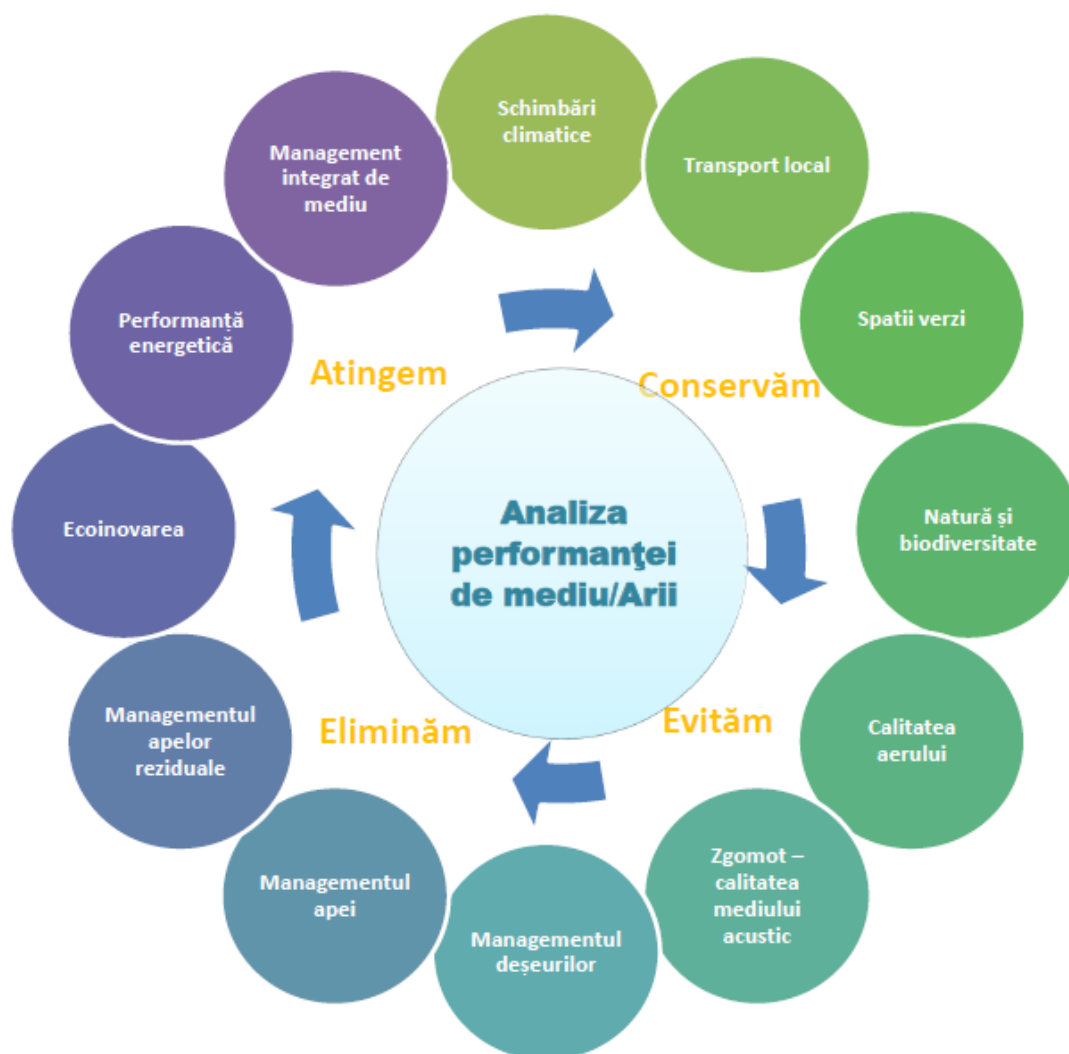 Schimbări
climatice
Transport local
Spatii verzi
Natură și
biodiversitate
Calitatea
aerului
Zgomot –
calitatea
mediului
acustic
Managementul
deșeurilor
Managementul
apei
Managementul
apelor
reziduale
Ecoinovarea
Performanță
energetică
Management
integrat de
mediu
Atingem
Conservăm
Evităm
Eliminăm
Analiza
performanţei
de mediu/Arii